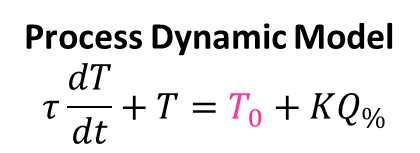 Process Dynamic Model
τ dT/dt + T = T₀ + KQ%